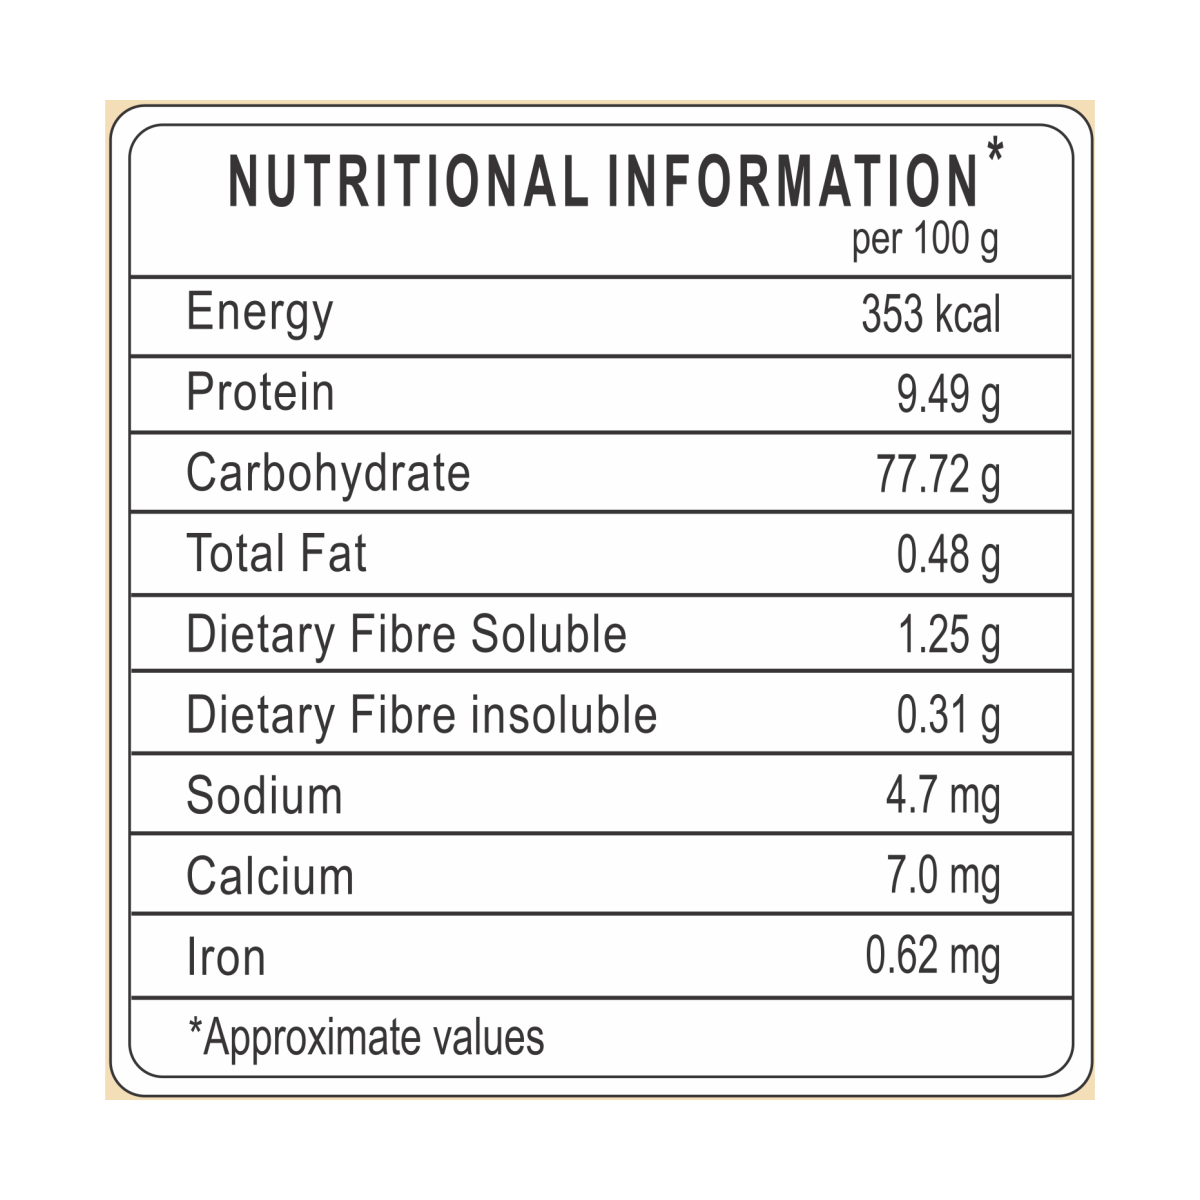 NUTRITIONAL INFORMATION*
per 100 g
Energy 353 kcal
Protein 9.49 g
Carbohydrate 77.72 g
Total Fat 0.48 g
Dietary Fibre Soluble 1.25 g
Dietary Fibre insoluble 0.31 g
Sodium 4.7 mg
Calcium 7.0 mg
Iron 0.62 mg
*Approximate values